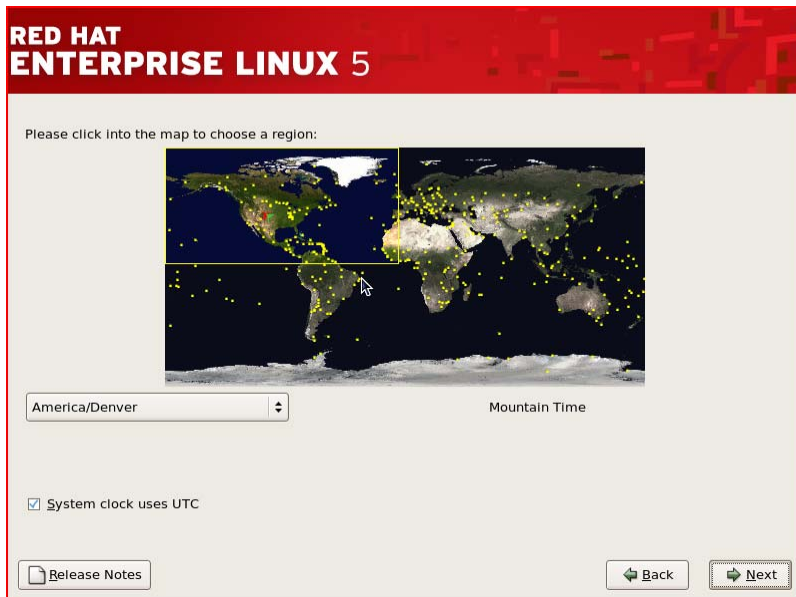 RED HAT
ENTERPRISE LINUX 5
Please click into the map to choose a region:
America/Denver
Mountain Time
System clock uses UTC
Release Notes
Back
Next